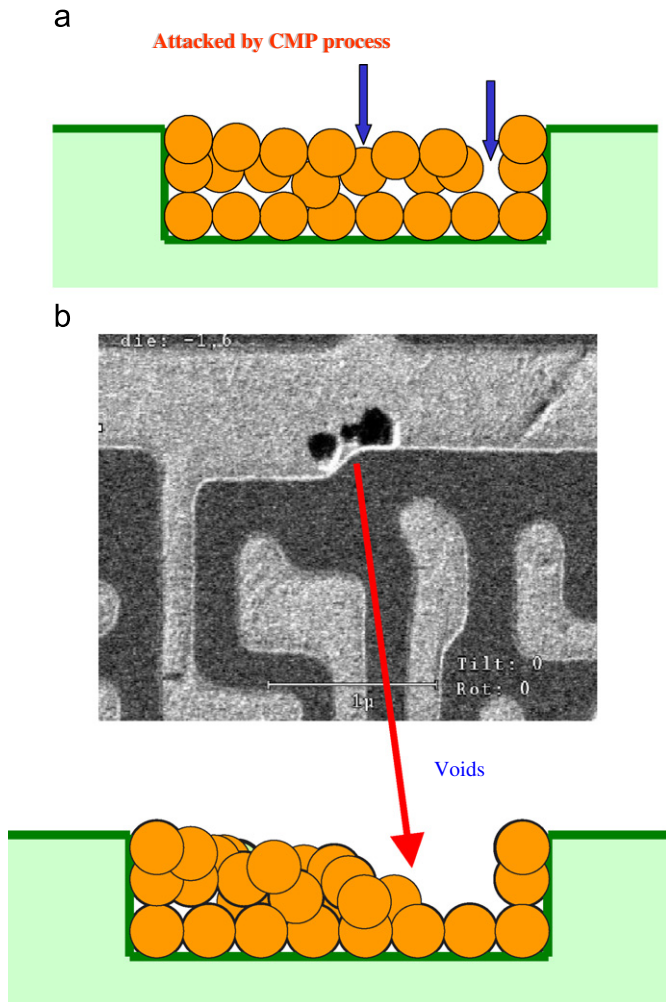 a
Attacked by CMP process
b
die: -1,6
Tilt: 0
Rot: 0
1µ
Voids